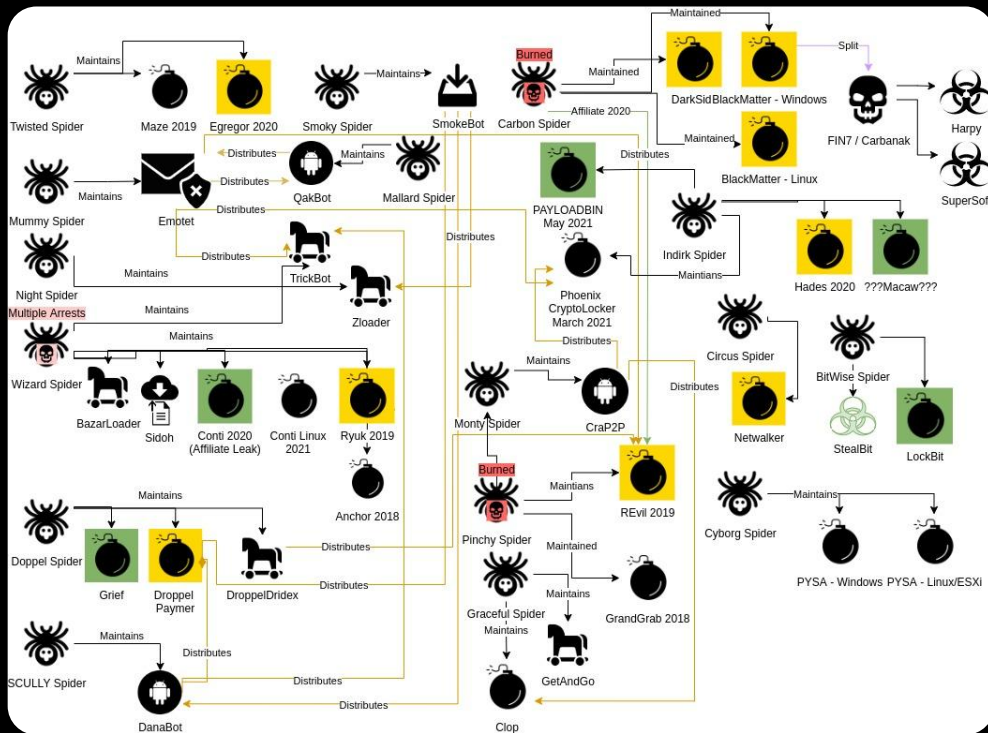 Maintained
Burned
Maintains
Maintains
Maintained
Split
Twisted Spider
Maze 2019
Egregor 2020
Smoky Spider
SmokeBot
Carbon Spider
DarkSid
BlackMatter - Windows
Affiliate 2020
FIN7 / Carbanak
Harpy
Maintained
Distributes
Maintains
Distributes
BlackMatter - Linux
Distributes
Maintains
Mummy Spider
Emotet
QakBot
Mallard Spider
SuperSof
Distributes
PAYLOADBIN
May 2021
Distributes
Indirk Spider
Distributes
Maintains
TrickBot
Maintians
Night Spider
Hades 2020
???Macaw???
Phoenix
CryptoLocker
March 2021
Multiple Arrests
Maintains
Zloader
Maintains
Distributes
Circus Spider
Wizard Spider
Maintains
BitWise Spider
Distributes
BazarLoader
Sidoh
Conti 2020
(Affiliate Leak)
Conti Linux
2021
Ryuk 2019
Monty Spider
CraP2P
Netwalker
StealBit
LockBit
Burned
Anchor 2018
Maintians
REvil 2019
Maintains
Maintains
Cyborg Spider
Pinchy Spider
Maintained
Distributes
Doppel Spider
Grief
Droppel
Paymer
DroppelDridex
Distributes
PYSA - Windows
PYSA - Linux/ESXi
Maintains
Graceful Spider
GrandGrab 2018
Maintains
Maintains
Distributes
SCULLY Spider
Distributes
GetAndGo
Distributes
DanaBot
Clop